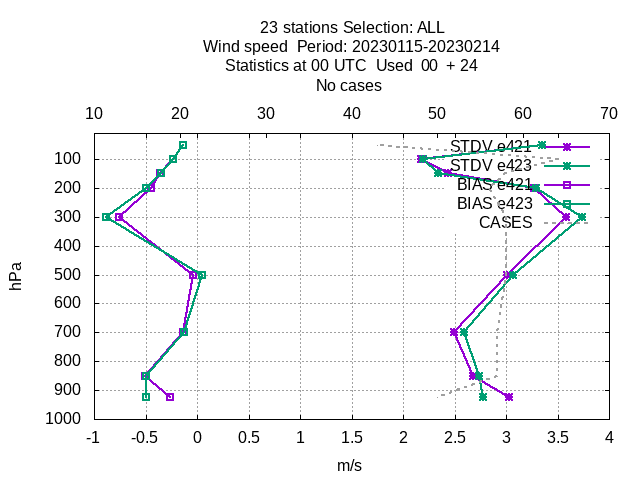 23 stations Selection: ALL
Wind speed  Period: 20230115-20230214
Statistics at 00 UTC  Used  00  + 24
No cases
10 20 30 40 50 60 70
STDV e421
STDV e423
BIAS e421
BIAS e423
CASES
100
200
300
400
500
600
700
800
900
1000
hPa
-1 -0.5 0 0.5 1 1.5 2 2.5 3 3.5 4
m/s